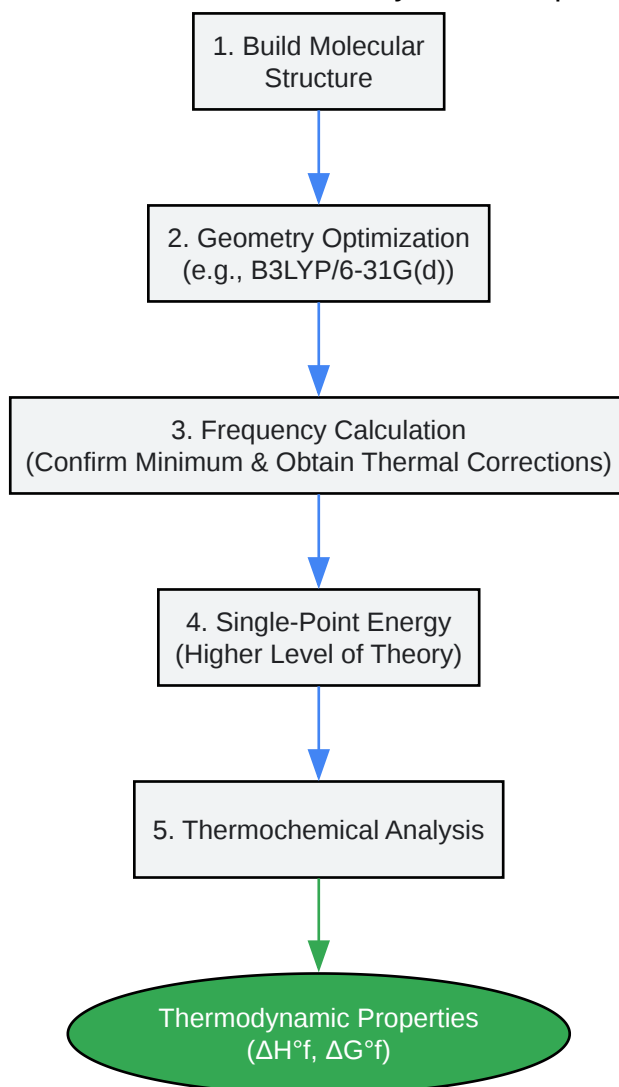 1. Build Molecular
Structure
2. Geometry Optimization
(e.g., B3LYP/6-31G(d))
3. Frequency Calculation
(Confirm Minimum & Obtain Thermal Corrections)
4. Single-Point Energy
(Higher Level of Theory)
5. Thermochemical Analysis
Thermodynamic Properties
(ΔH°f, ΔG°f)